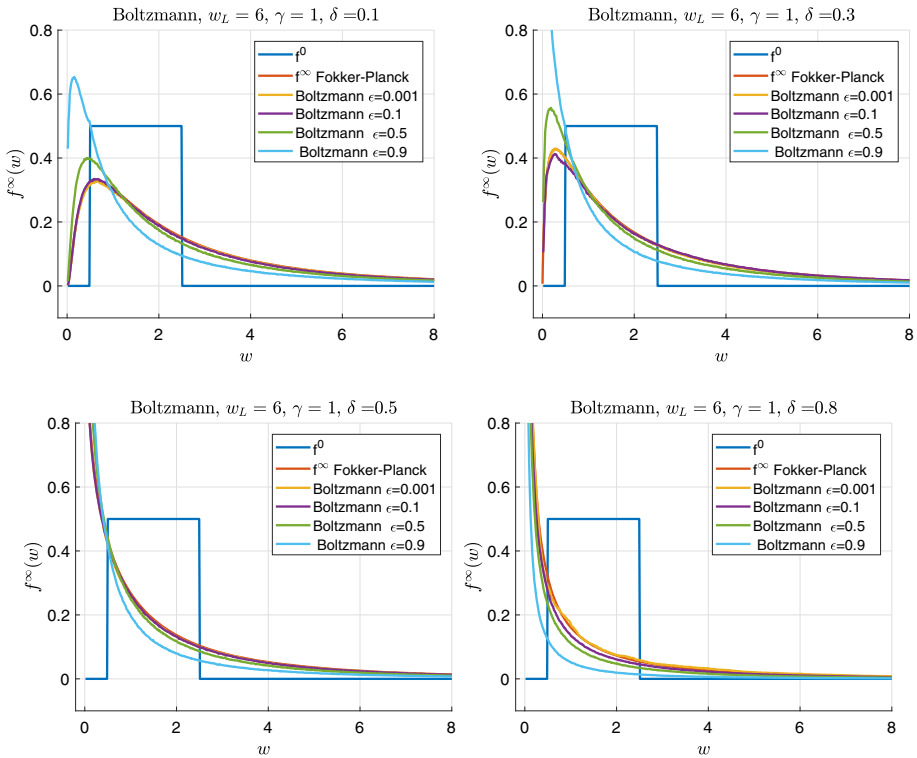 Boltzmann, w_L = 6, γ = 1, δ =0.1
0.8
0.6
0.4
0.2
0
f^∞(w)
f^0
f^∞ Fokker-Planck
Boltzmann ϵ=0.001
Boltzmann ϵ=0.1
Boltzmann ϵ=0.5
Boltzmann ϵ=0.9
0 2 4 6 8
w
Boltzmann, w_L = 6, γ = 1, δ =0.3
0.8
0.6
0.4
0.2
0
f^∞(w)
f^0
f^∞ Fokker-Planck
Boltzmann ϵ=0.001
Boltzmann ϵ=0.1
Boltzmann ϵ=0.5
Boltzmann ϵ=0.9
0 2 4 6 8
w
Boltzmann, w_L = 6, γ = 1, δ =0.5
0.8
0.6
0.4
0.2
0
f^∞(w)
f^0
f^∞ Fokker-Planck
Boltzmann ϵ=0.001
Boltzmann ϵ=0.1
Boltzmann ϵ=0.5
Boltzmann ϵ=0.9
0 2 4 6 8
w
Boltzmann, w_L = 6, γ = 1, δ =0.8
0.8
0.6
0.4
0.2
0
f^∞(w)
f^0
f^∞ Fokker-Planck
Boltzmann ϵ=0.001
Boltzmann ϵ=0.1
Boltzmann ϵ=0.5
Boltzmann ϵ=0.9
0 2 4 6 8
w